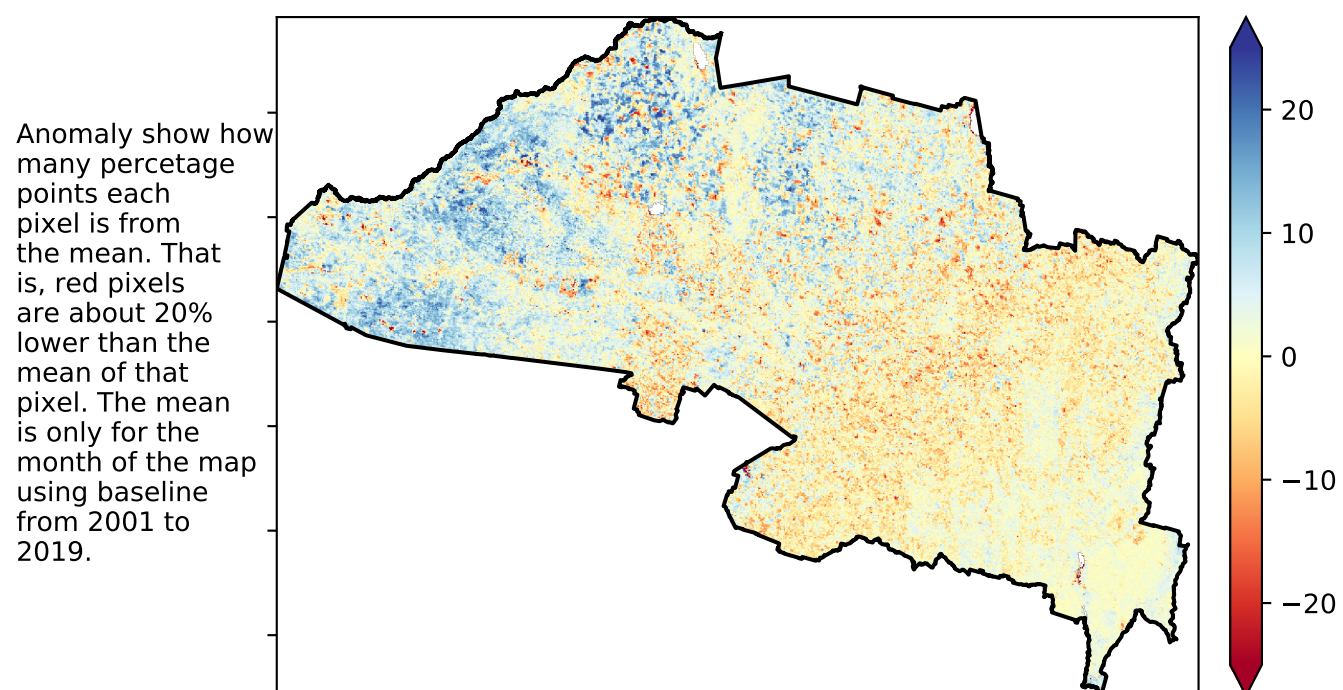 Anomaly show how
many percetage
points each
pixel is from
the mean. That
is, red pixels
are about 20%
lower than the
mean of that
pixel. The mean
is only for the
month of the map
using baseline
from 2001 to
2019.
20
10
0
−10
−20